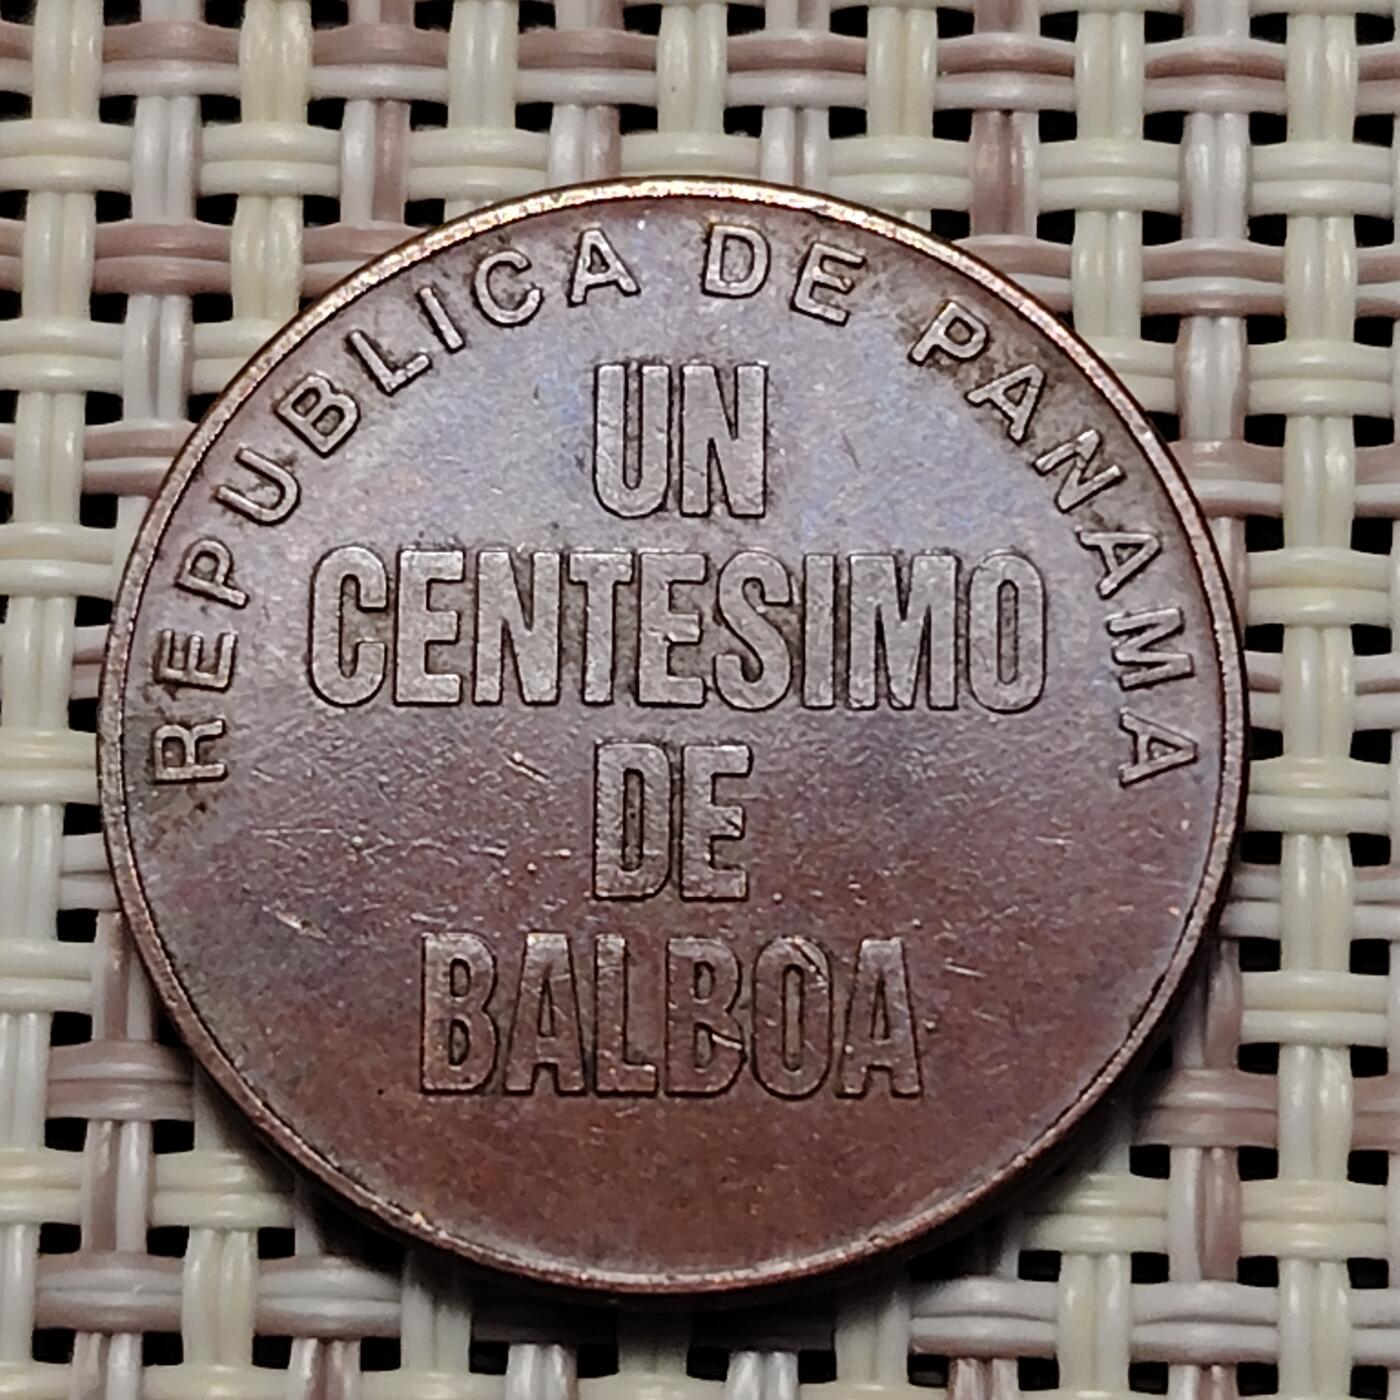 REPUBLICA DE PANAMA
UN
CENTESIMO
DE
BALBOA